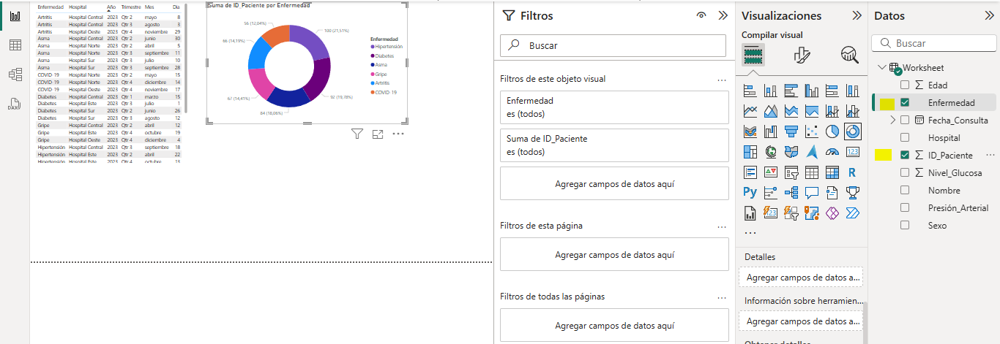 Enfermedad Hospital Año Trimestre Mes Día
Artritis Hospital Central 2023 Qtr 2 mayo 8
Artritis Hospital Central 2023 Qtr 3 agosto 3
Artritis Hospital Oeste 2023 Qtr 4 noviembre 29
Asma Hospital Central 2023 Qtr 2 junio 30
Asma Hospital Norte 2023 Qtr 2 abril 5
Asma Hospital Norte 2023 Qtr 3 septiembre 11
Asma Hospital Sur 2023 Qtr 3 julio 10
Asma Hospital Sur 2023 Qtr 3 septiembre 28
COVID-19 Hospital Norte 2023 Qtr 2 mayo 15
COVID-19 Hospital Norte 2023 Qtr 4 diciembre 14
COVID-19 Hospital Oeste 2023 Qtr 4 noviembre 17
Diabetes Hospital Central 2023 Qtr 1 marzo 15
Diabetes Hospital Este 2023 Qtr 3 julio 1
Diabetes Hospital Sur 2023 Qtr 2 junio 26
Diabetes Hospital Sur 2023 Qtr 3 agosto 12
Gripe Hospital Central 2023 Qtr 2 abril 12
Gripe Hospital Este 2023 Qtr 4 octubre 19
Gripe Hospital Oeste 2023 Qtr 4 diciembre 4
Hipertensión Hospital Central 2023 Qtr 3 septiembre 18
Hipertensión Hospital Este 2023 Qtr 2 abril 22
Hipertensión Hospital Este 2023 Qtr 4 octubre 13
Suma de ID_Paciente por Enfermedad
56 (12,04%)
100 (21,51%)
66 (14,19%)
67 (14,41%)
84 (18,06%)
92 (19,78%)
Enfermedad
Hipertensión
Diabetes
Asma
Gripe
Artritis
COVID-19
Filtros
Buscar
Filtros de este objeto visual
Enfermedad
es (todos)
Suma de ID_Paciente
es (todos)
Agregar campos de datos aquí
Filtros de esta página
Agregar campos de datos aquí
Filtros de todas las páginas
Agregar campos de datos aquí
Visualizaciones
Compilar visual
123
R
Py
123
Detalles
Agregar campos de datos a...
Información sobre herramien...
Agregar campos de datos a...
Datos
Buscar
Worksheet
Edad
Enfermedad
Fecha_Consulta
Hospital
ID_Paciente
Nivel_Glucosa
Nombre
Presión_Arterial
Sexo
DAX